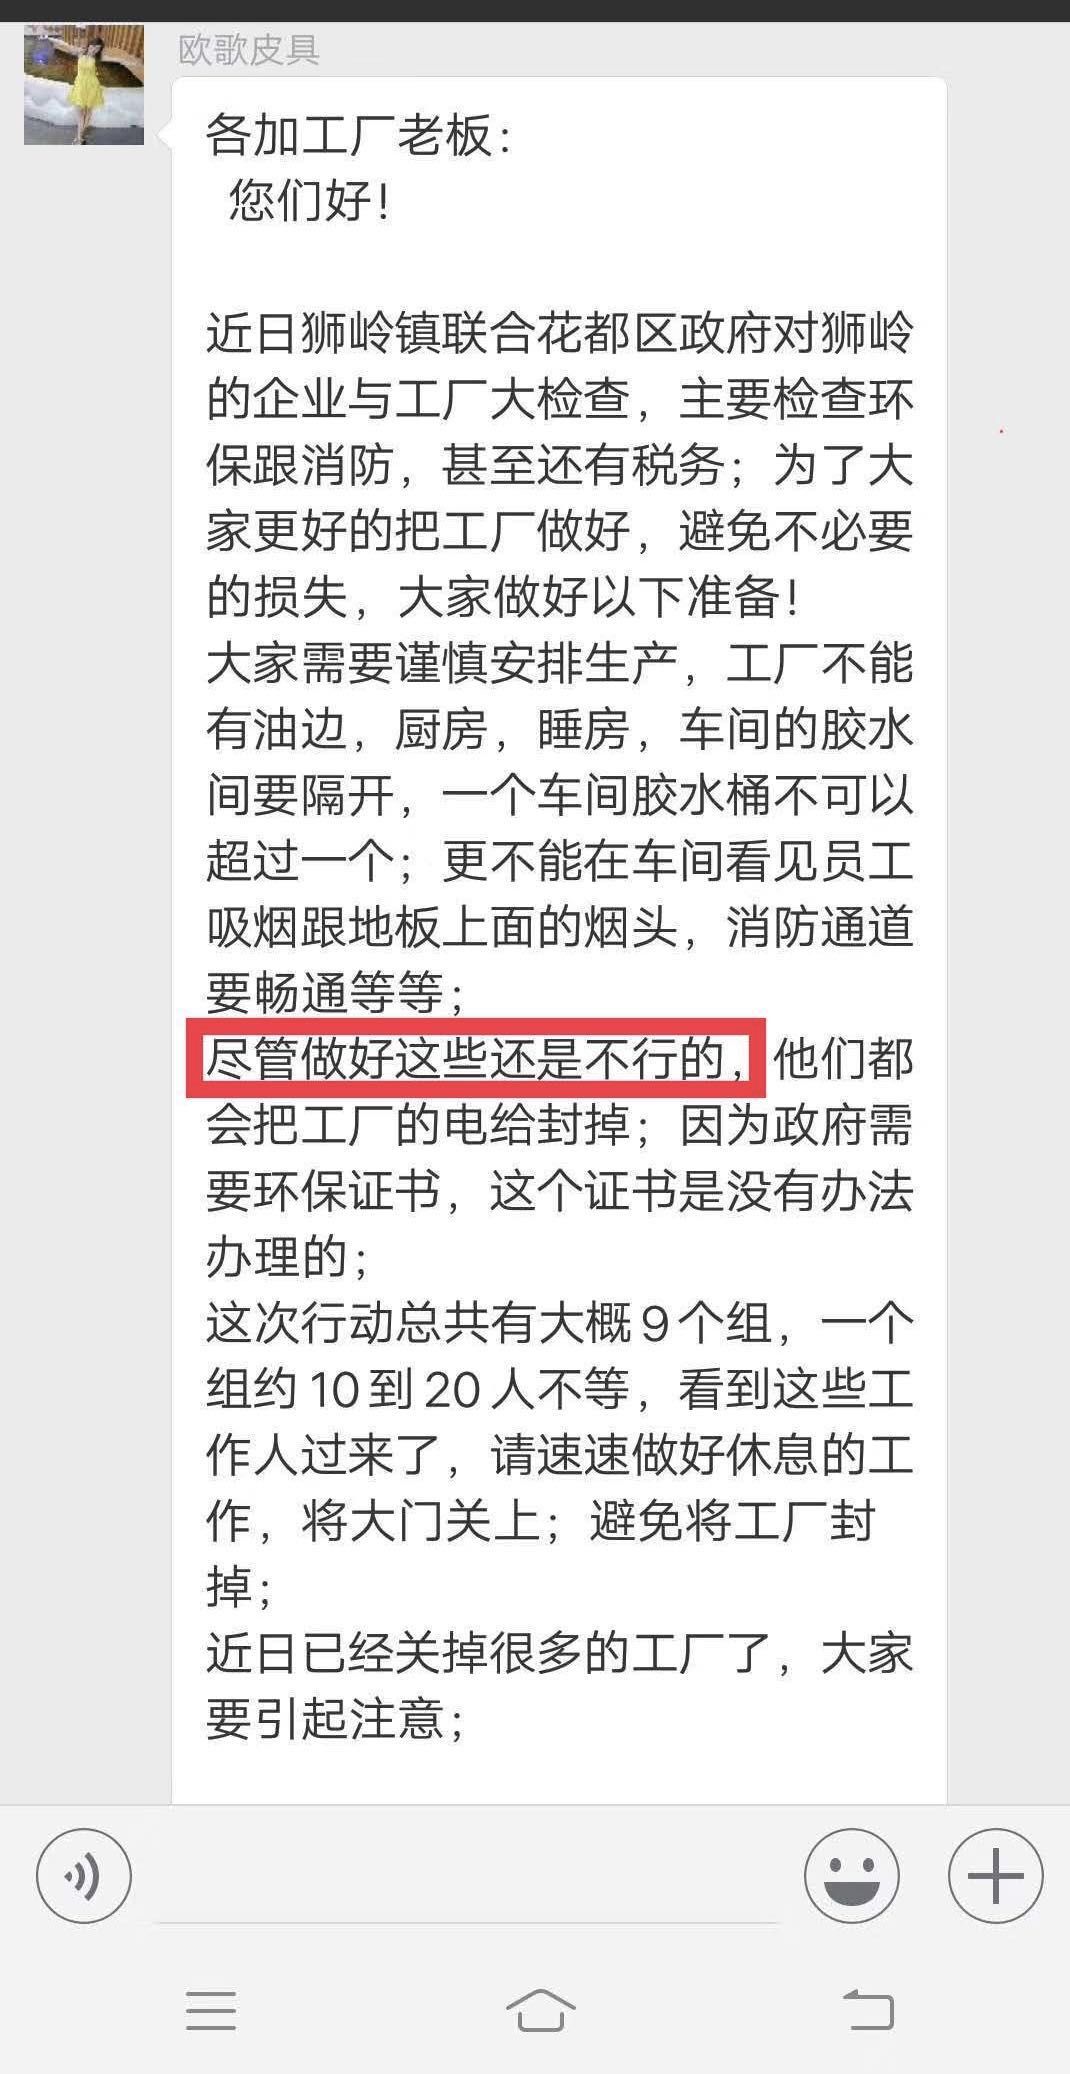 欧歌皮具
各加工厂老板：
您们好！
近日狮岭镇联合花都区政府对狮岭
的企业与工厂大检查，主要检查环
保跟消防，甚至还有税务；为了大
家更好的把工厂做好，避免不必要
的损失，大家做好以下准备！
大家需要谨慎安排生产，工厂不能
有油边，厨房，睡房，车间的胶水
间要隔开，一个车间胶水桶不可以
超过一个；更不能在车间看见员工
吸烟跟地板上面的烟头，消防通道
要畅通等等；
尽管做好这些还是不行的，他们都
会把工厂的电给封掉；因为政府需
要环保证书，这个证书是没有办法
办理的；
这次行动总共有大概9个组，一个
组约10到20人不等，看到这些工
作人过来了，请速速做好休息的工
作，将大门关上；避免将工厂封
掉；
近日已经关掉很多的工厂了，大家
要引起注意；